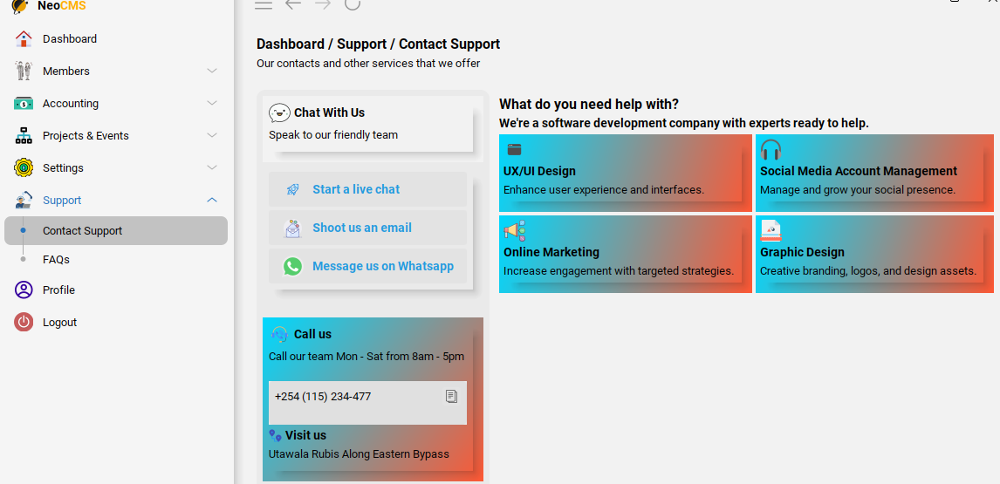 NeoCMS
Dashboard
Members
Accounting
Projects & Events
Settings
Support
Contact Support
FAQs
Profile
Logout
Dashboard / Support / Contact Support
Our contacts and other services that we offer
Chat With Us
Speak to our friendly team
Start a live chat
Shoot us an email
Message us on Whatsapp
Call us
Call our team Mon - Sat from 8am - 5pm
+254 (115) 234-477
Visit us
Utawala Rubis Along Eastern Bypass
What do you need help with?
We're a software development company with experts ready to help.
UX/UI Design
Enhance user experience and interfaces.
Social Media Account Management
Manage and grow your social presence.
Online Marketing
Increase engagement with targeted strategies.
Graphic Design
Creative branding, logos, and design assets.